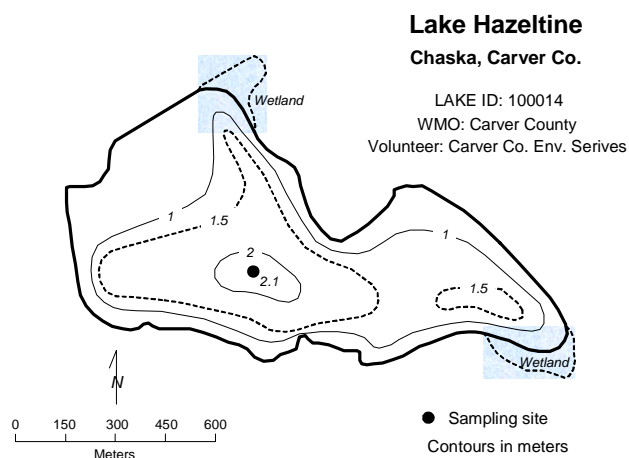 Lake Hazeltine
Chaska, Carver Co.
LAKE ID: 100014
WMO: Carver County
Volunteer: Carver Co. Env. Serives
Wetland
1
1.5
1
2
2.1
1.5
Wetland
N
0 150 300 450 600
Meters
Sampling site
Contours in meters